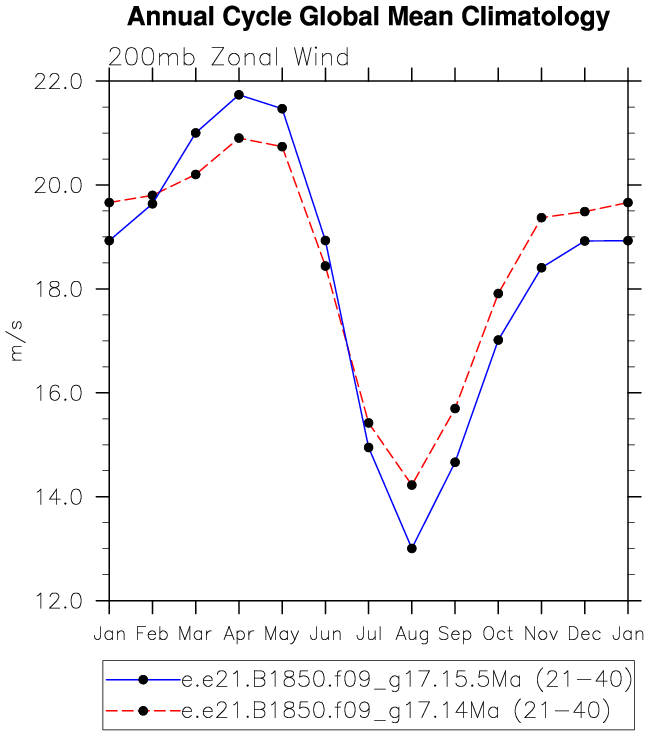 Annual Cycle Global Mean Climatology
200mb Zonal Wind
22.0
20.0
18.0
16.0
14.0
12.0
m/s
Jan Feb Mar Apr May Jun Jul Aug Sep Oct Nov Dec Jan
e.e21.B1850.f09_g17.15.5Ma (21-40)
e.e21.B1850.f09_g17.14Ma (21-40)